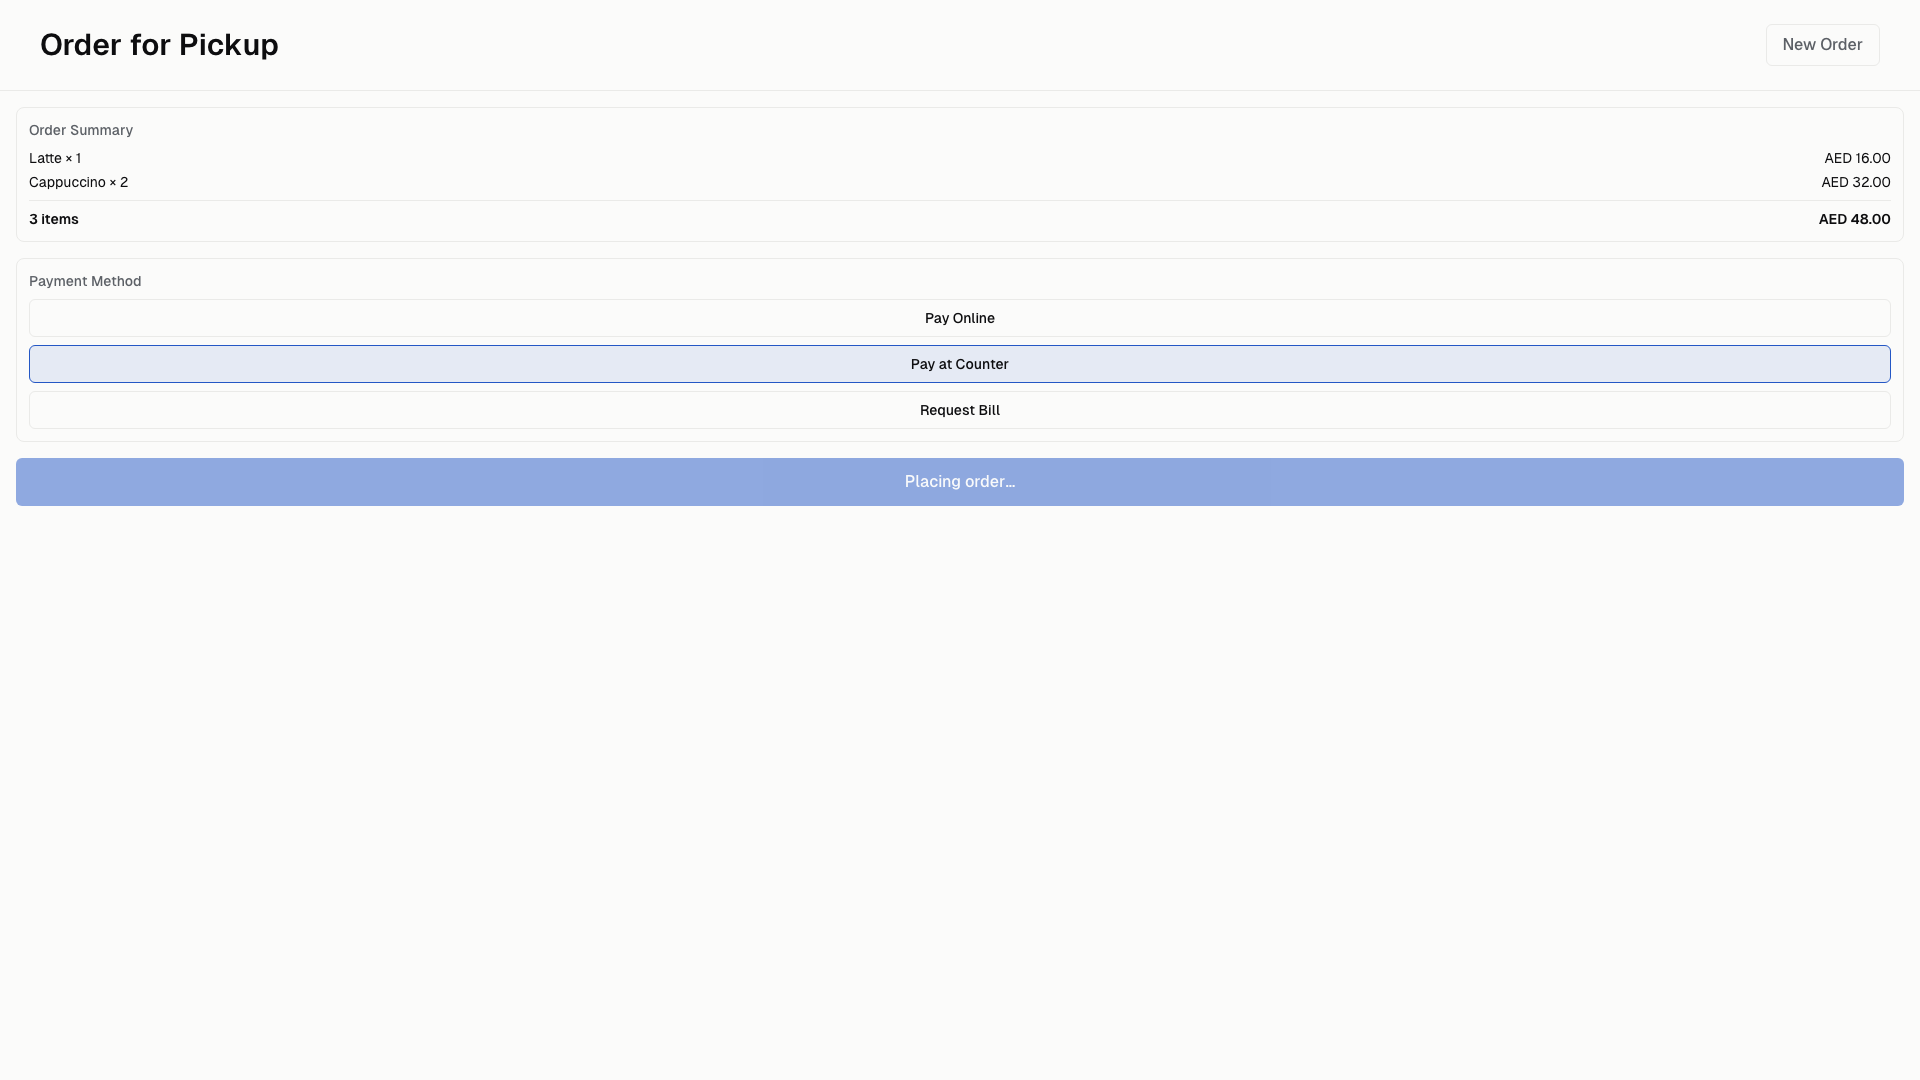 Order for Pickup
New Order
Order Summary
Latte × 1 AED 16.00
Cappuccino × 2 AED 32.00
3 items AED 48.00
Payment Method
Pay Online
Pay at Counter
Request Bill
Placing order...